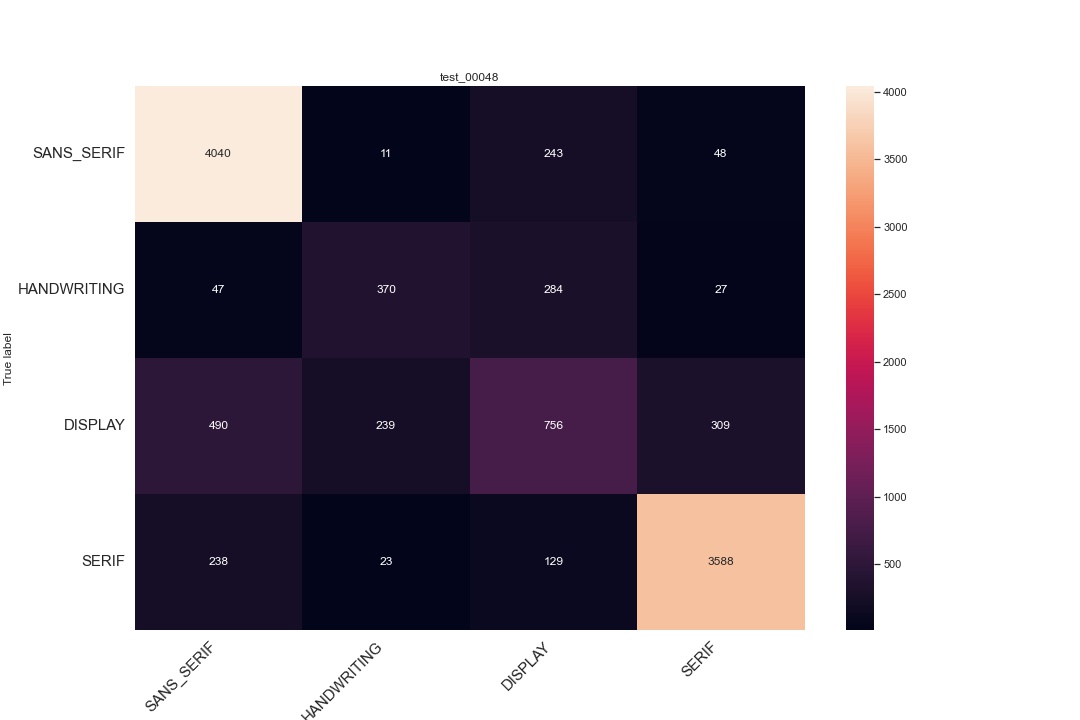 test_00048
SANS_SERIF 4040 11 243 48
HANDWRITING 47 370 284 27
DISPLAY 490 239 756 309
SERIF 238 23 129 3588
True label
SANS_SERIF
HANDWRITING
DISPLAY
SERIF
4000
3500
3000
2500
2000
1500
1000
500